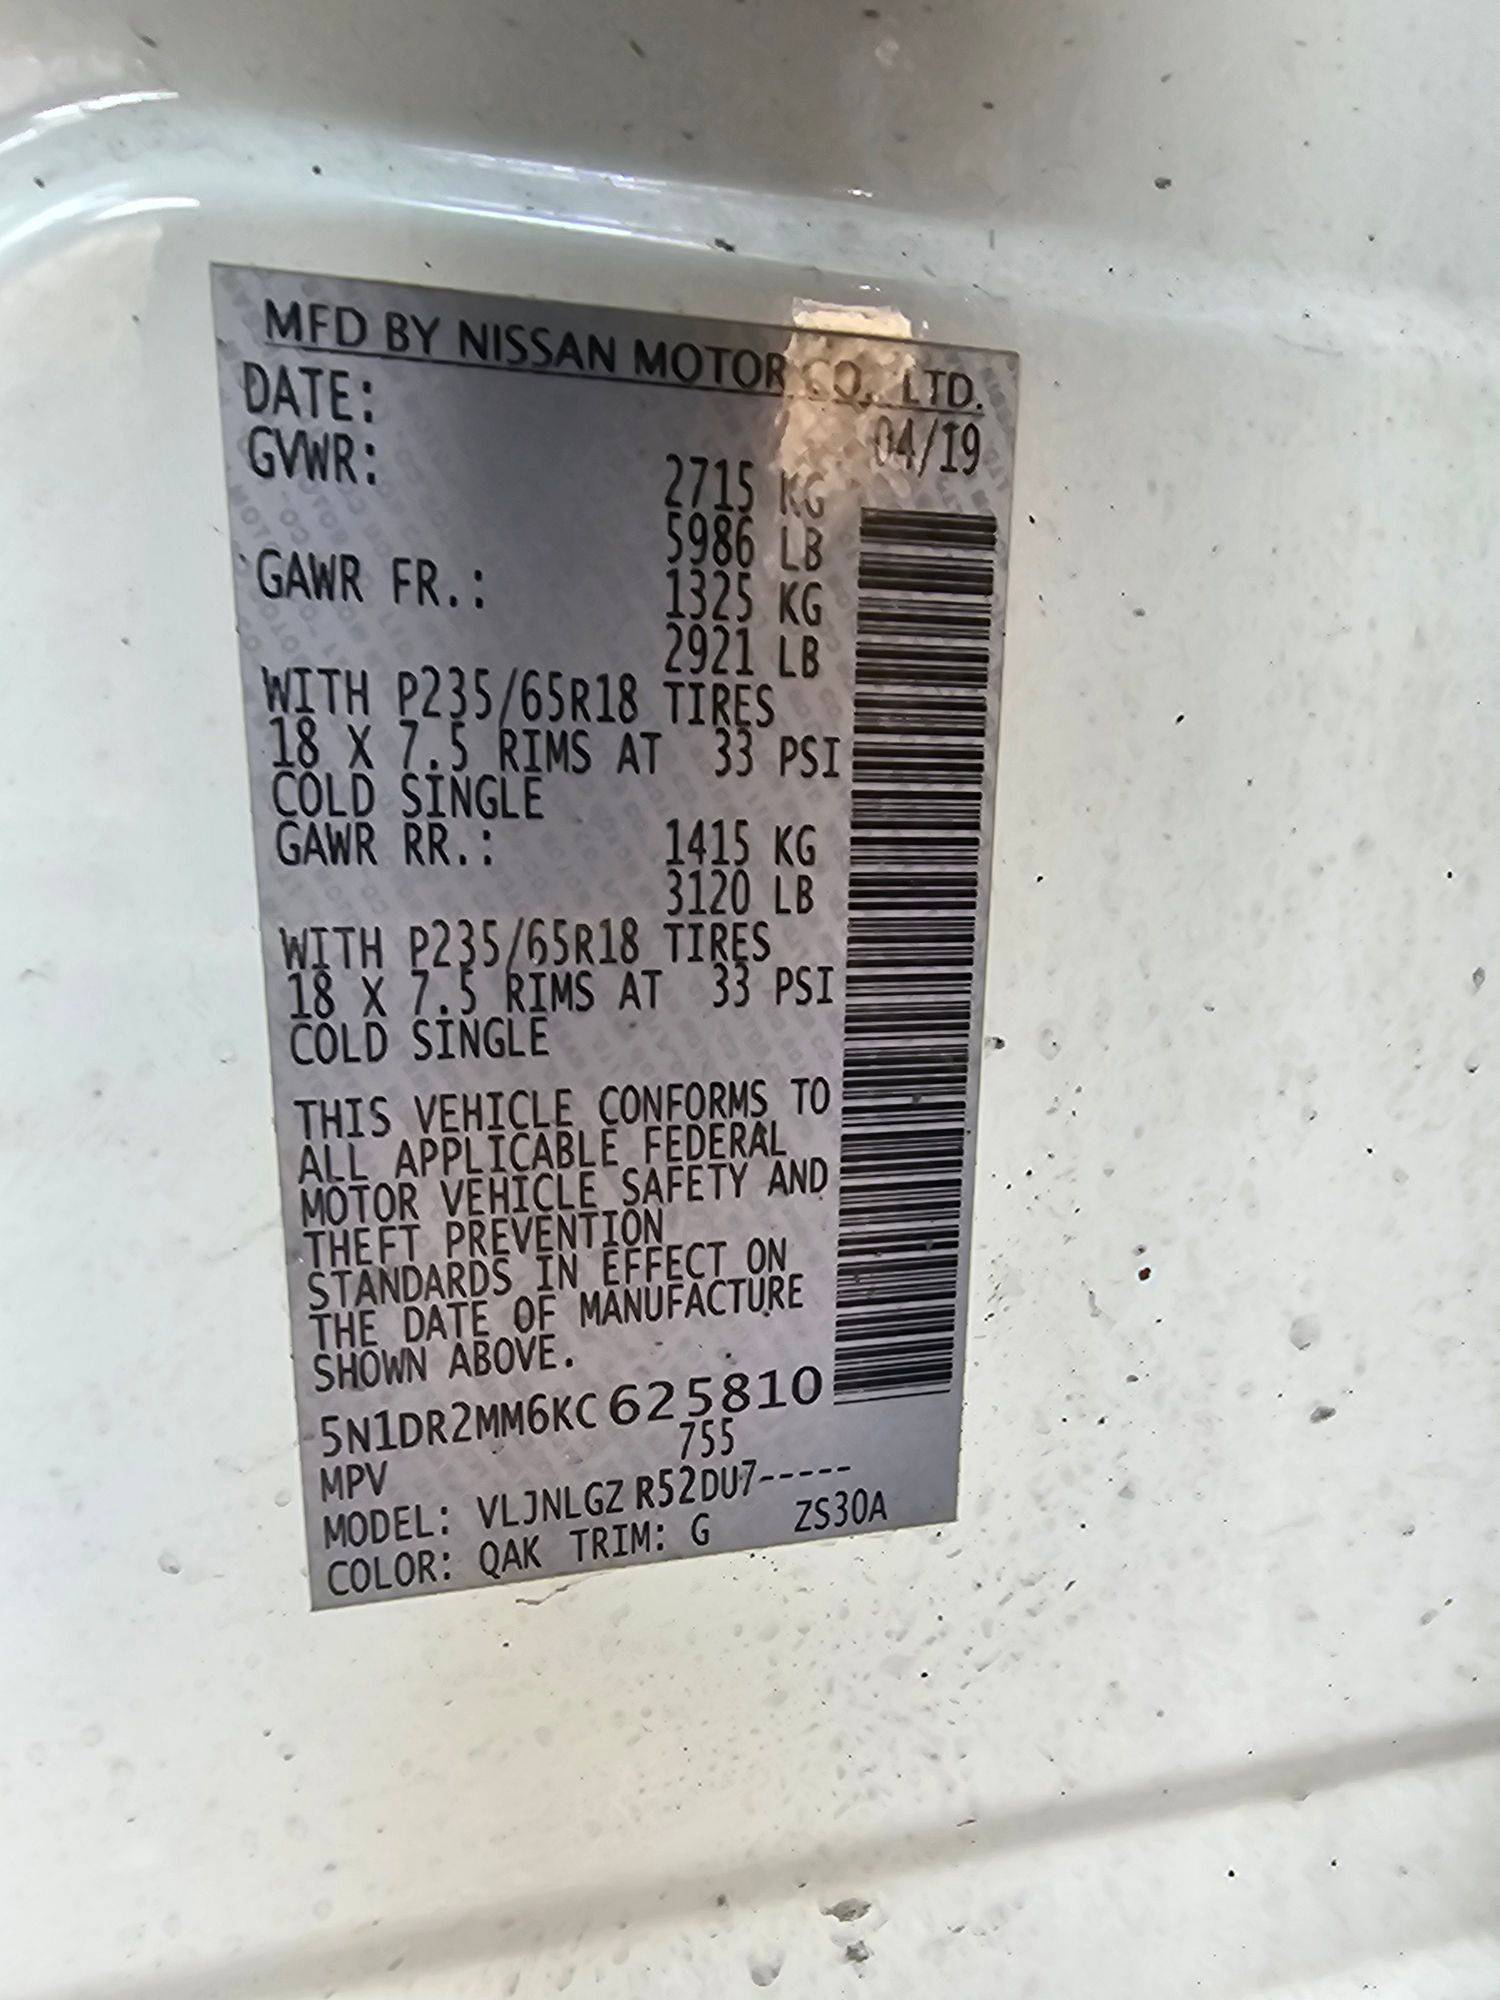 MFD BY NISSAN MOTOR CO., LTD.
DATE: 04/19
GVWR: 2715 KG
5986 LB
GAWR FR.: 1325 KG
2921 LB
WITH P235/65R18 TIRES
18 X 7.5 RIMS AT 33 PSI
COLD SINGLE
GAWR RR.: 1415 KG
3120 LB
WITH P235/65R18 TIRES
18 X 7.5 RIMS AT 33 PSI
COLD SINGLE
THIS VEHICLE CONFORMS TO
ALL APPLICABLE FEDERAL
MOTOR VEHICLE SAFETY AND
THEFT PREVENTION
STANDARDS IN EFFECT ON
THE DATE OF MANUFACTURE
SHOWN ABOVE.
5N1DR2MM6KC625810
MPV 755
MODEL: VLJNLGZ R52DU7-----
COLOR: QAK TRIM: G ZS30A